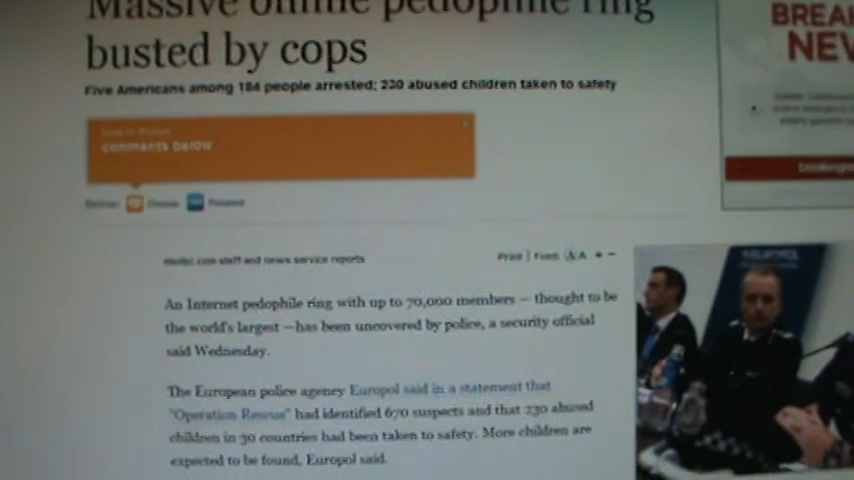 Massive online pedophile ring
busted by cops
Five Americans among 184 people arrested; 230 abused children taken to safety
comments below
Discuss
Related
msnbc.com staff and news service reports
Print | Font: A A + −
An Internet pedophile ring with up to 70,000 members — thought to be
the world's largest —has been uncovered by police, a security official
said Wednesday.
The European police agency Europol said in a statement that
"Operation Rescue" had identified 670 suspects and that 230 abused
children in 30 countries had been taken to safety. More children are
expected to be found, Europol said.
BREA
NEW
breakingne